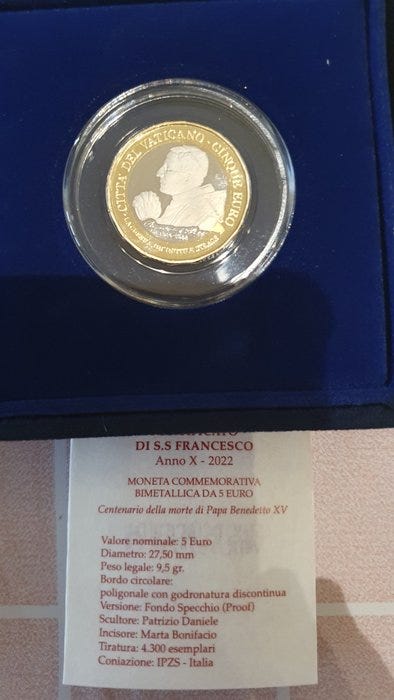 CITTA' DEL VATICANO - CINQUE EURO
DI S.S FRANCESCO
Anno X - 2022
MONETA COMMEMORATIVA
BIMETALLICA DA 5 EURO
Centenario della morte di Papa Benedetto XV
Valore nominale: 5 Euro
Diametro: 27,50 mm
Peso legale: 9,5 gr.
Bordo circolare:
poligonale con godronatura discontinua
Versione: Fondo Specchio (Proof)
Scultore: Patrizio Daniele
Incisore: Marta Bonifacio
Tiratura: 4.300 esemplari
Coniazione: IPZS - Italia